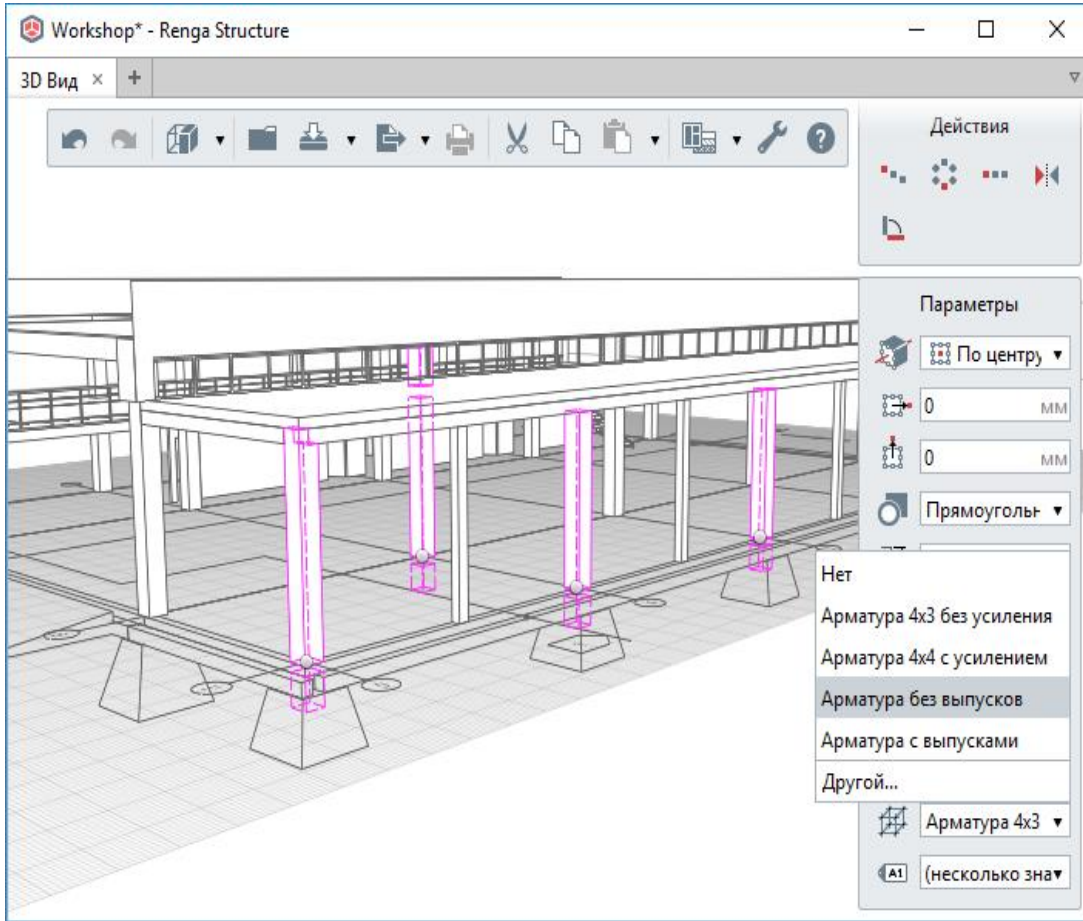 Workshop* - Renga Structure
3D Вид
Действия
Параметры
По центру
0 мм
0 мм
Прямоугольн
Нет
Арматура 4х3 без усиления
Арматура 4х4 с усилением
Арматура без выпусков
Арматура с выпусками
Другой...
Арматура 4х3
A1 (несколько зна